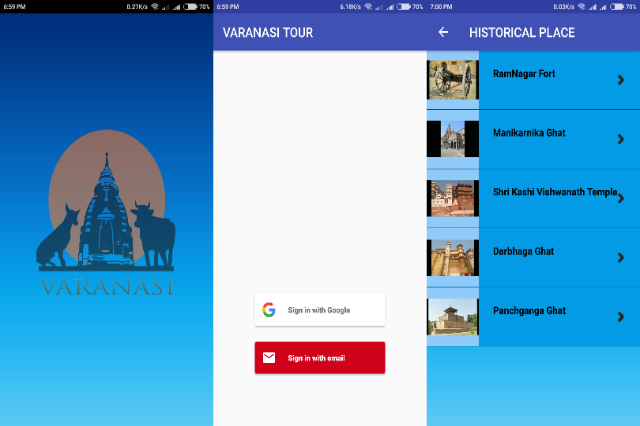 6:59 PM 0.27K/s 70%
VARANASI
6:59 PM 6.18K/s 70%
VARANASI TOUR
Sign in with Google
Sign in with email
7:00 PM 0.03K/s 70%
HISTORICAL PLACE
RamNagar Fort
Manikarnika Ghat
Shri Kashi Vishwanath Temple
Darbhaga Ghat
Panchganga Ghat